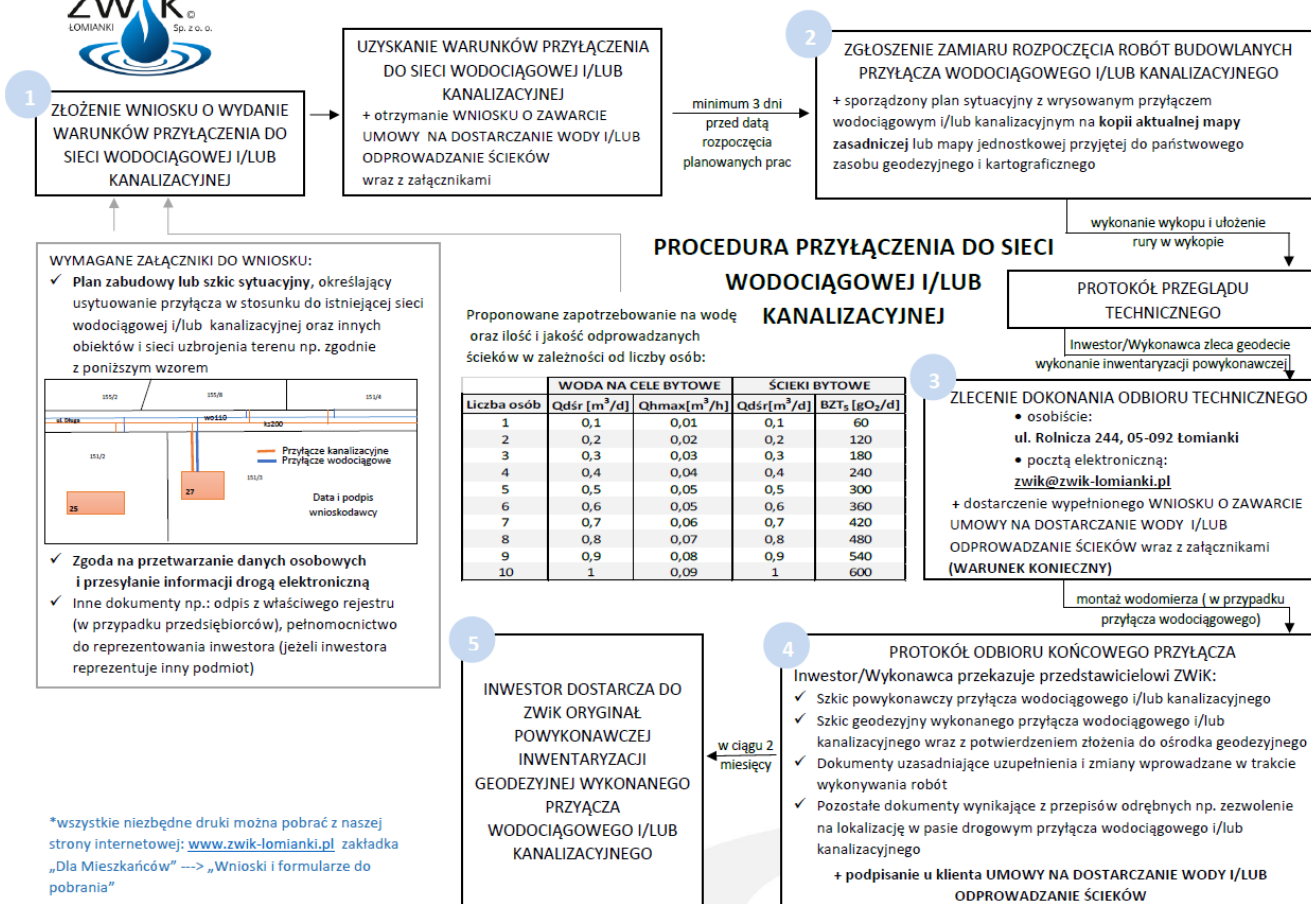 ZWiK©
ŁOMIANKI Sp. z o. o.
1
ZŁOŻENIE WNIOSKU O WYDANIE
WARUNKÓW PRZYŁĄCZENIA DO
SIECI WODOCIĄGOWEJ I/LUB
KANALIZACYJNEJ
UZYSKANIE WARUNKÓW PRZYŁĄCZENIA
DO SIECI WODOCIĄGOWEJ I/LUB
KANALIZACYJNEJ
+ otrzymanie WNIOSKU O ZAWARCIE
UMOWY NA DOSTARCZANIE WODY I/LUB
ODPROWADZANIE ŚCIEKÓW
wraz z załącznikami
minimum 3 dni
przed datą
rozpoczęcia
planowanych prac
2
ZGŁOSZENIE ZAMIARU ROZPOCZĘCIA ROBÓT BUDOWLANYCH
PRZYŁĄCZA WODOCIĄGOWEGO I/LUB KANALIZACYJNEGO
+ sporządzony plan sytuacyjny z wrysowanym przyłączem
wodociągowym i/lub kanalizacyjnym na kopii aktualnej mapy
zasadniczej lub mapy jednostkowej przyjętej do państwowego
zasobu geodezyjnego i kartograficznego
wykonanie wykopu i ułożenie
rury w wykopie
PROTOKÓŁ PRZEGLĄDU
TECHNICZNEGO
Inwestor/Wykonawca zleca geodecie
wykonanie inwentaryzacji powykonawczej
PROCEDURA PRZYŁĄCZENIA DO SIECI
WODOCIĄGOWEJ I/LUB
KANALIZACYJNEJ
WYMAGANE ZAŁĄCZNIKI DO WNIOSKU:
✓ Plan zabudowy lub szkic sytuacyjny, określający
usytuowanie przyłącza w stosunku do istniejącej sieci
wodociągowej i/lub kanalizacyjnej oraz innych
obiektów i sieci uzbrojenia terenu np. zgodnie
z poniższym wzorem
155/2 155/8 151/4
ul. Długa wo110 ks200
Przyłącze kanalizacyjne
Przyłącze wodociągowe
151/2 151/3
25
27
Data i podpis
wnioskodawcy
✓ Zgoda na przetwarzanie danych osobowych
i przesyłanie informacji drogą elektroniczną
✓ Inne dokumenty np.: odpis z właściwego rejestru
(w przypadku przedsiębiorców), pełnomocnictwo
do reprezentowania inwestora (jeżeli inwestora
reprezentuje inny podmiot)
Proponowane zapotrzebowanie na wodę
oraz ilość i jakość odprowadzanych
ścieków w zależności od liczby osób:
WODA NA CELE BYTOWE ŚCIEKI BYTOWE
Liczba osób Qdśr [m³/d] Qhmax[m³/h] Qdśr[m³/d] BZT₅ [gO₂/d]
1 0,1 0,01 0,1 60
2 0,2 0,02 0,2 120
3 0,3 0,03 0,3 180
4 0,4 0,04 0,4 240
5 0,5 0,05 0,5 300
6 0,6 0,05 0,6 360
7 0,7 0,06 0,7 420
8 0,8 0,07 0,8 480
9 0,9 0,08 0,9 540
10 1 0,09 1 600
3
ZLECENIE DOKONANIA ODBIORU TECHNICZNEGO
• osobiście:
ul. Rolnicza 244, 05-092 Łomianki
• pocztą elektroniczną:
zwik@zwik-lomianki.pl
+ dostarczenie wypełnionego WNIOSKU O ZAWARCIE
UMOWY NA DOSTARCZANIE WODY I/LUB
ODPROWADZANIE ŚCIEKÓW wraz z załącznikami
(WARUNEK KONIECZNY)
montaż wodomierza ( w przypadku
przyłącza wodociągowego)
4
PROTOKÓŁ ODBIORU KOŃCOWEGO PRZYŁĄCZA
Inwestor/Wykonawca przekazuje przedstawicielowi ZWiK:
✓ Szkic powykonawczy przyłącza wodociągowego i/lub kanalizacyjnego
✓ Szkic geodezyjny wykonanego przyłącza wodociągowego i/lub
kanalizacyjnego wraz z potwierdzeniem złożenia do ośrodka geodezyjnego
✓ Dokumenty uzasadniające uzupełnienia i zmiany wprowadzane w trakcie
wykonywania robót
✓ Pozostałe dokumenty wynikające z przepisów odrębnych np. zezwolenie
na lokalizację w pasie drogowym przyłącza wodociągowego i/lub
kanalizacyjnego
+ podpisanie u klienta UMOWY NA DOSTARCZANIE WODY I/LUB
ODPROWADZANIE ŚCIEKÓW
w ciągu 2
miesięcy
5
INWESTOR DOSTARCZA DO
ZWiK ORYGINAŁ
POWYKONAWCZEJ
INWENTARYZACJI
GEODEZYJNEJ WYKONANEGO
PRZYĄCZA
WODOCIĄGOWEGO I/LUB
KANALIZACYJNEGO
*wszystkie niezbędne druki można pobrać z naszej
strony internetowej: www.zwik-lomianki.pl zakładka
„Dla Mieszkańców” ---> „Wnioski i formularze do
pobrania”